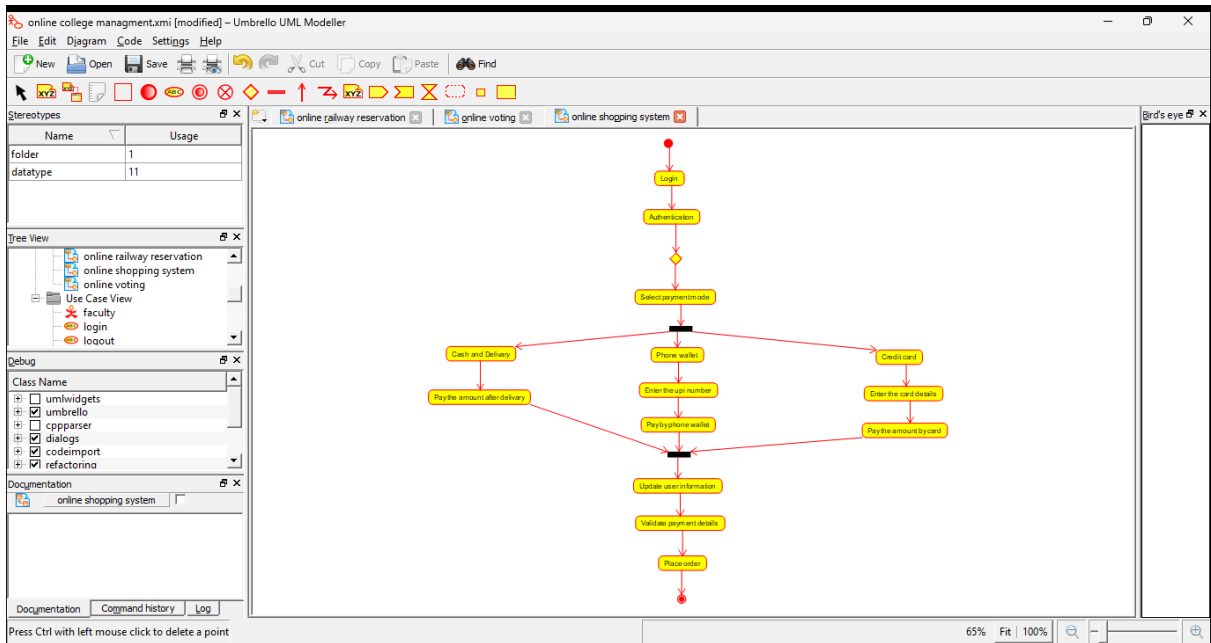 online college managment.xmi [modified] – Umbrello UML Modeller
File Edit Diagram Code Settings Help
New Open Save Cut Copy Paste Find
XYZ XYZ ABC XYZ
Stereotypes
Name Usage
folder 1
datatype 11
Tree View
online railway reservation
online shopping system
online voting
Use Case View
faculty
login
logout
Debug
Class Name
umlwidgets
umbrello
cppparser
dialogs
codeimport
refactoring
Documentation
online shopping system
Documentation Command history Log
Press Ctrl with left mouse click to delete a point
online railway reservation online voting online shopping system
Login
Authentication
Select payment mode
Cash and Delivery Phone wallet Credit card
Pay the amount after delivary Enter the upi number Enter the card details
Pay by phone wallet Pay the amount by card
Update user information
Validate payment details
Place order
Bird's eye
65% Fit 100%